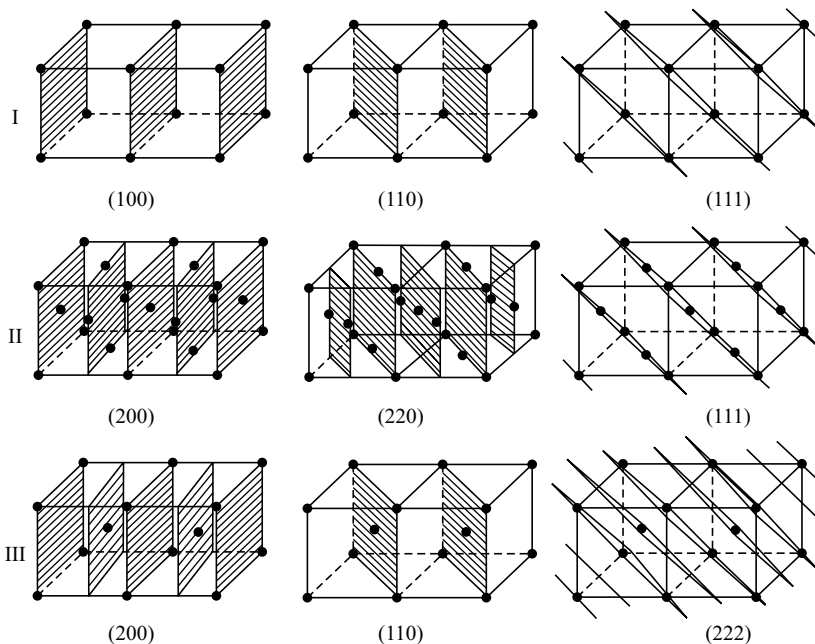 I
(100) (110) (111)
II
(200) (220) (111)
III
(200) (110) (222)